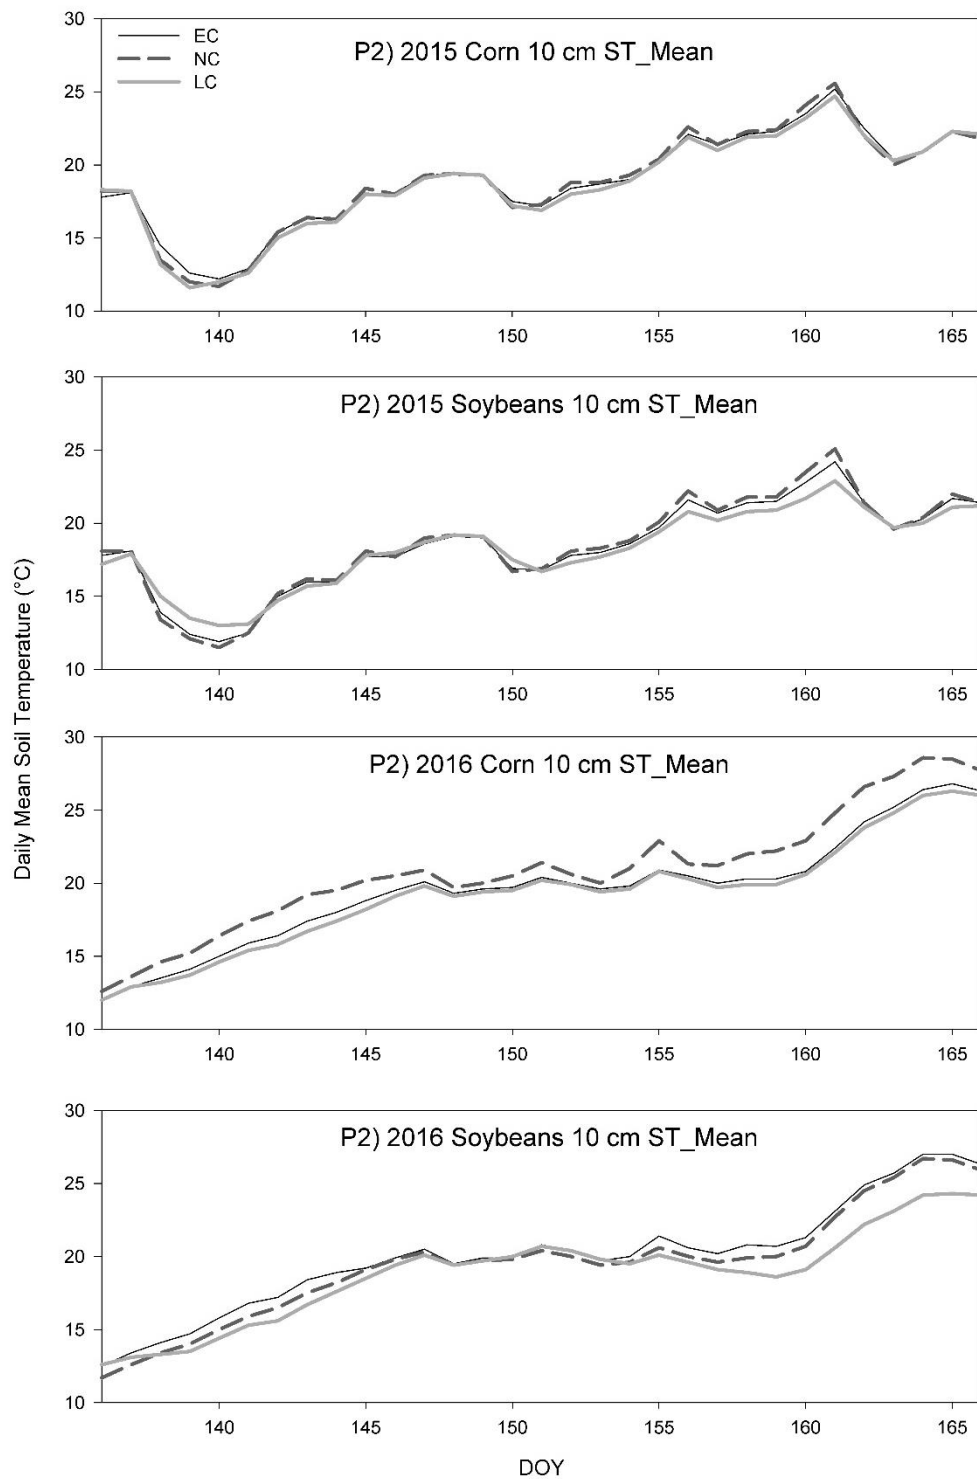 30
EC
NC
LC
P2) 2015 Corn 10 cm ST_Mean
25
20
15
10
140 145 150 155 160 165
30
P2) 2015 Soybeans 10 cm ST_Mean
25
20
15
10
140 145 150 155 160 165
Daily Mean Soil Temperature (°C)
30
P2) 2016 Corn 10 cm ST_Mean
25
20
15
10
140 145 150 155 160 165
30
P2) 2016 Soybeans 10 cm ST_Mean
25
20
15
10
140 145 150 155 160 165
DOY